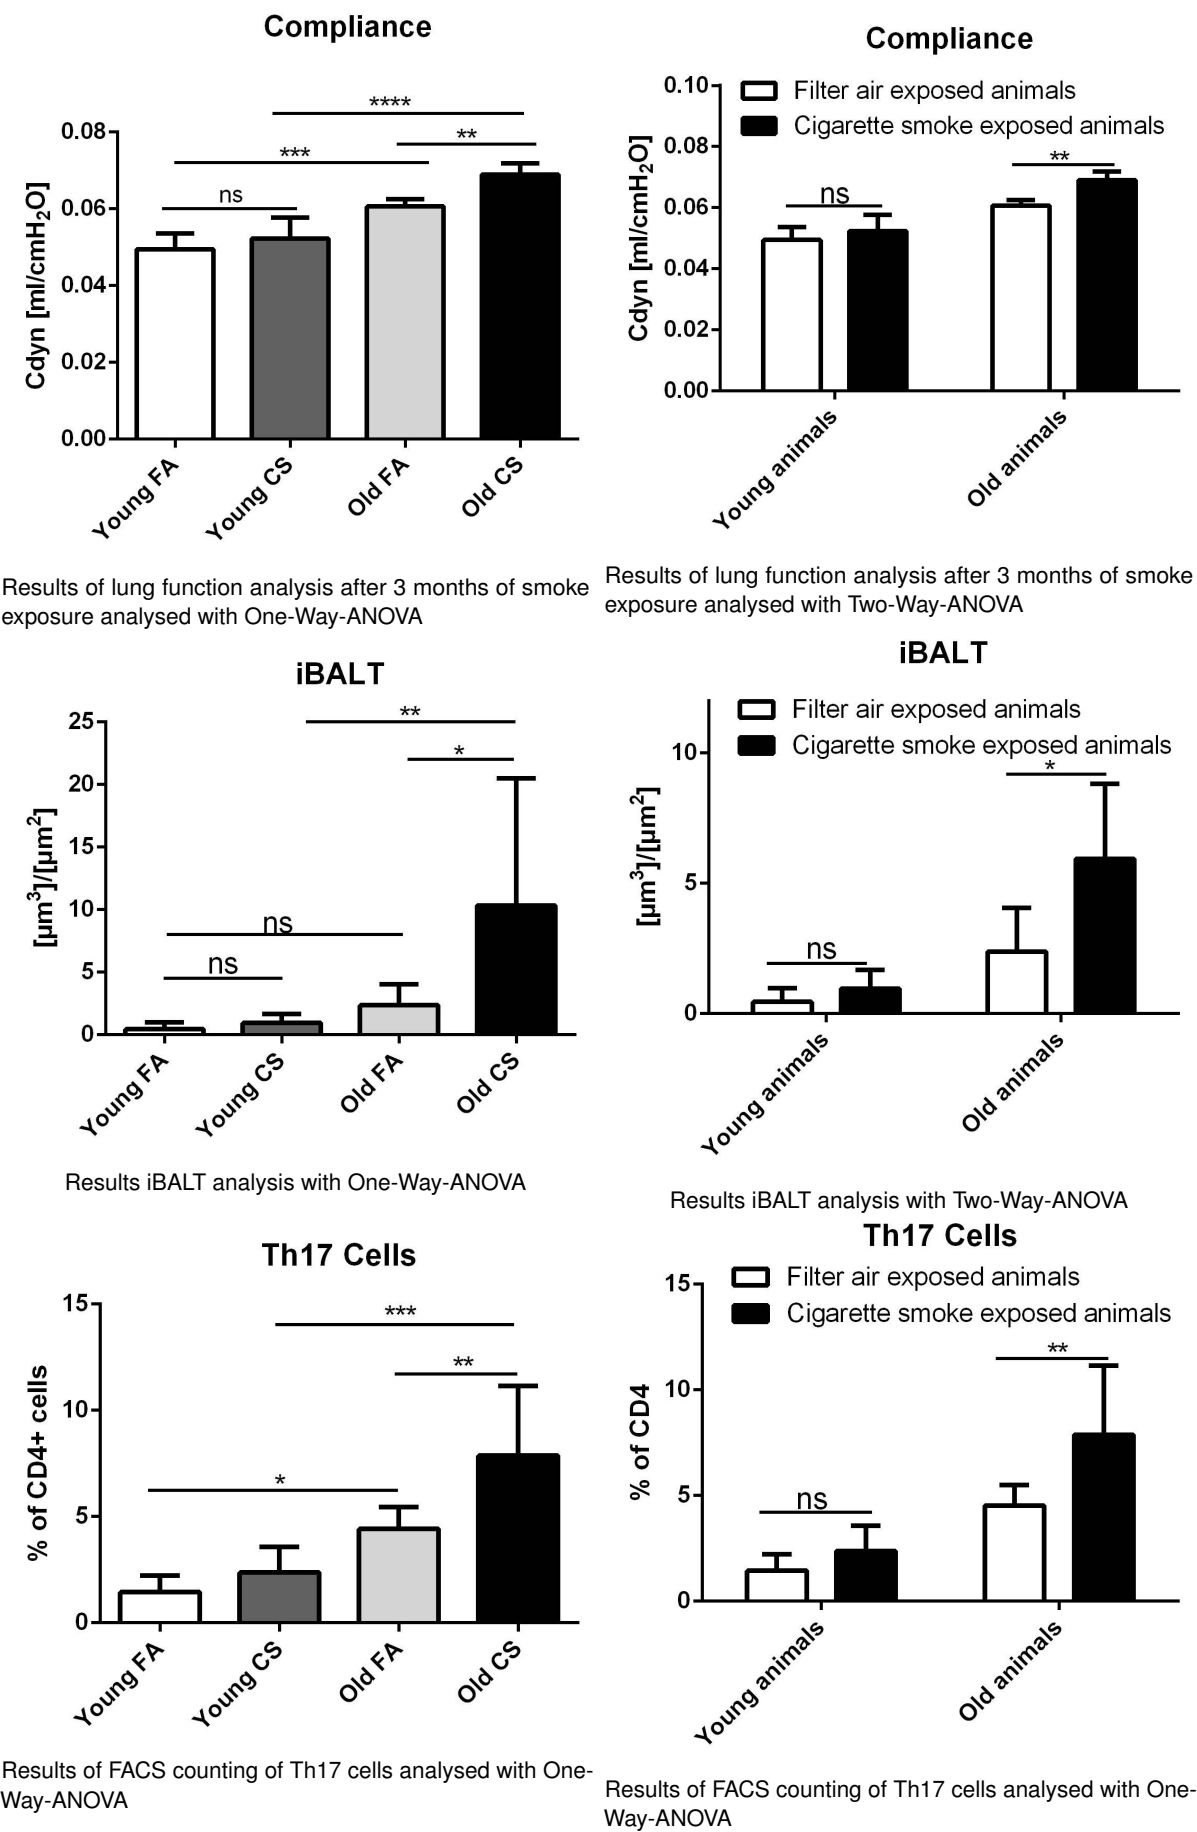 Compliance
****
**
***
ns
0.08
0.06
0.04
0.02
0.00
Cdyn [ml/cmH₂O]
Young FA
Young CS
Old FA
Old CS
Results of lung function analysis after 3 months of smoke
exposure analysed with One-Way-ANOVA
Compliance
Filter air exposed animals
Cigarette smoke exposed animals
**
ns
0.10
0.08
0.06
0.04
0.02
0.00
Cdyn [ml/cmH₂O]
Young animals
Old animals
Results of lung function analysis after 3 months of smoke
exposure analysed with Two-Way-ANOVA
iBALT
**
*
ns
ns
25
20
15
10
5
0
[µm³]/[µm²]
Young FA
Young CS
Old FA
Old CS
Results iBALT analysis with One-Way-ANOVA
iBALT
Filter air exposed animals
Cigarette smoke exposed animals
*
ns
10
5
0
[µm³]/[µm²]
Young animals
Old animals
Results iBALT analysis with Two-Way-ANOVA
Th17 Cells
***
**
*
15
10
5
0
% of CD4+ cells
Young FA
Young CS
Old FA
Old CS
Results of FACS counting of Th17 cells analysed with One-
Way-ANOVA
Th17 Cells
Filter air exposed animals
Cigarette smoke exposed animals
**
ns
15
10
5
0
% of CD4
Young animals
Old animals
Results of FACS counting of Th17 cells analysed with One-
Way-ANOVA